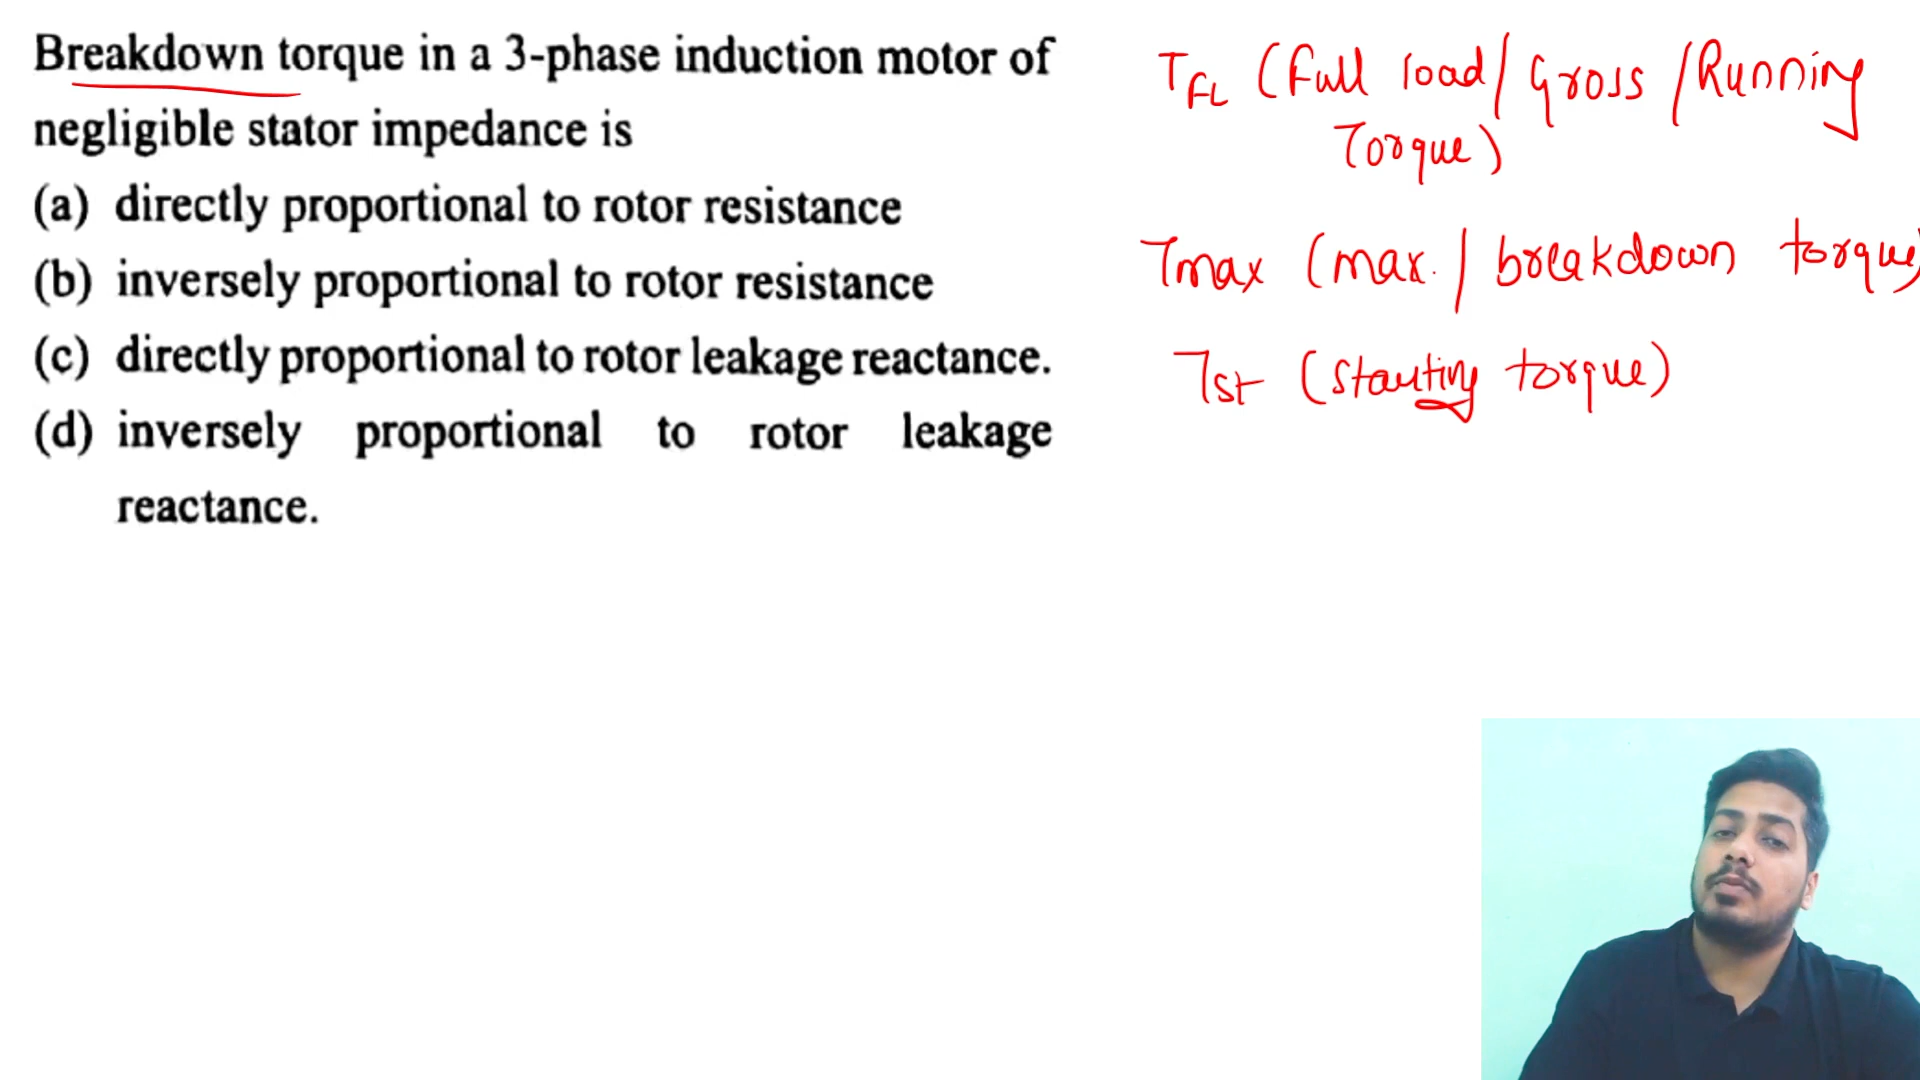 Breakdown torque in a 3-phase induction motor of
negligible stator impedance is
(a) directly proportional to rotor resistance
(b) inversely proportional to rotor resistance
(c) directly proportional to rotor leakage reactance.
(d) inversely proportional to rotor leakage
reactance.
TFL (Full load/Gross/Running
Torque)
Tmax (max./breakdown torque)
Tst (starting torque)